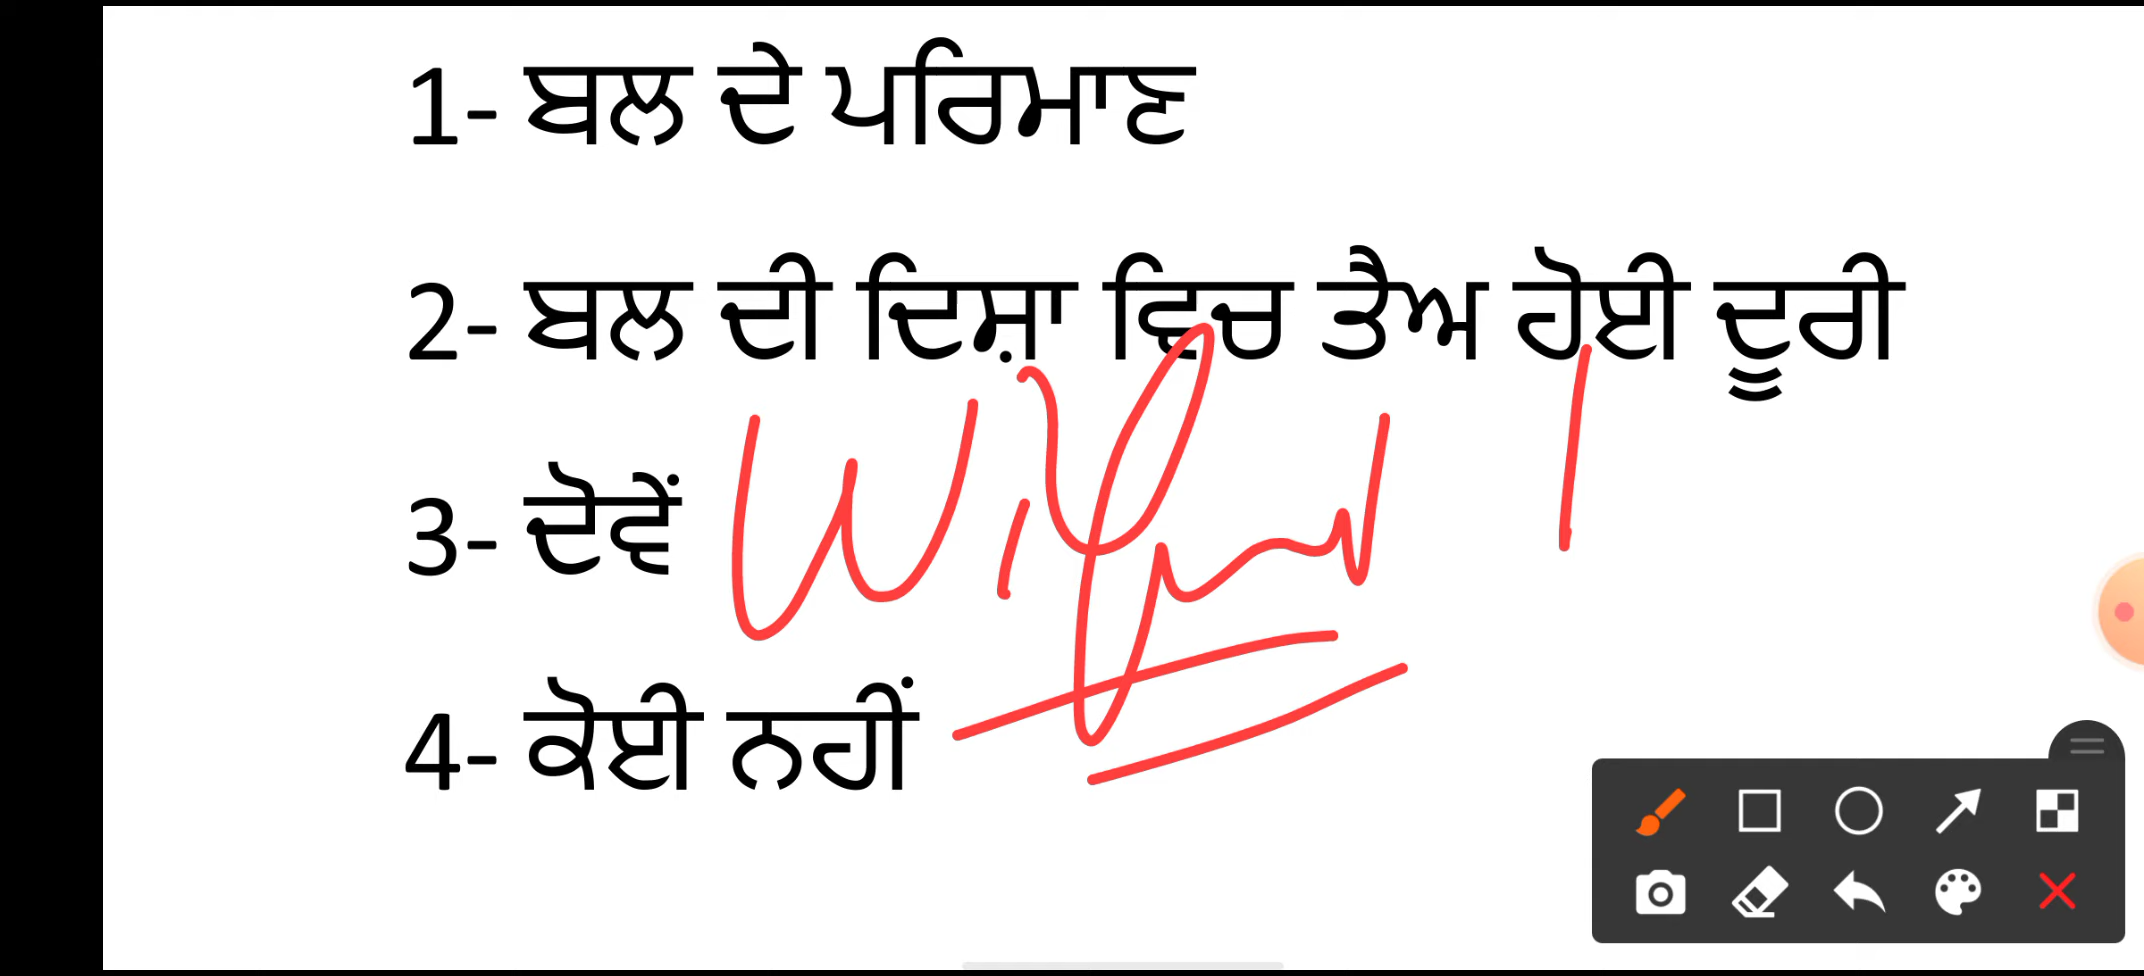 1- ਬਲ ਦੇ ਪਰਿਮਾਣ
2- ਬਲ ਦੀ ਦਿਸ਼ਾ ਵਿਚ ਤੈਅ ਹੋਈ ਦੂਰੀ
3- ਦੋਵੇਂ
4- ਕੋਈ ਨਹੀਂ